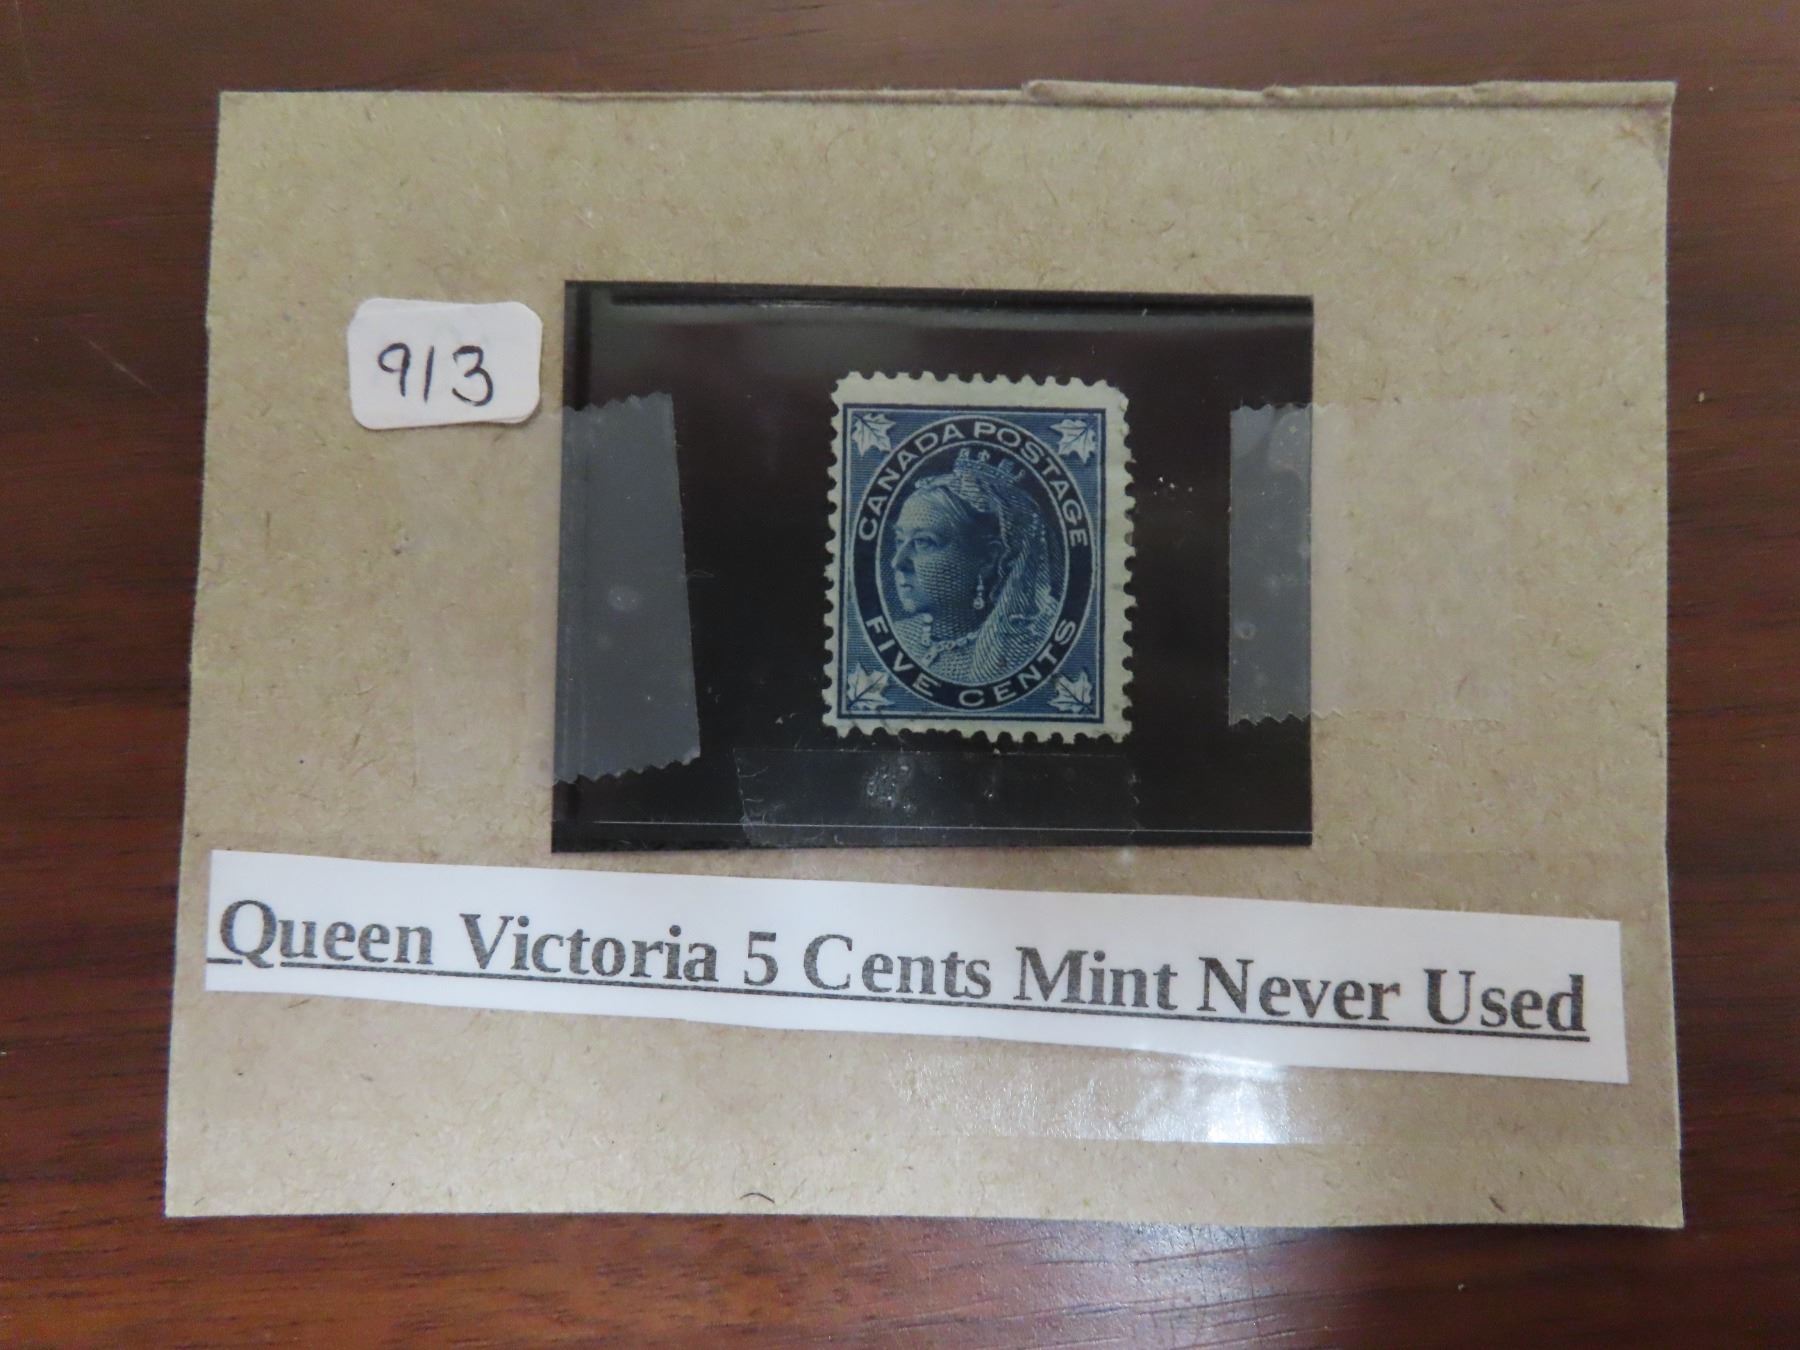 913
CANADA POSTAGE
FIVE CENTS
Queen Victoria 5 Cents Mint Never Used